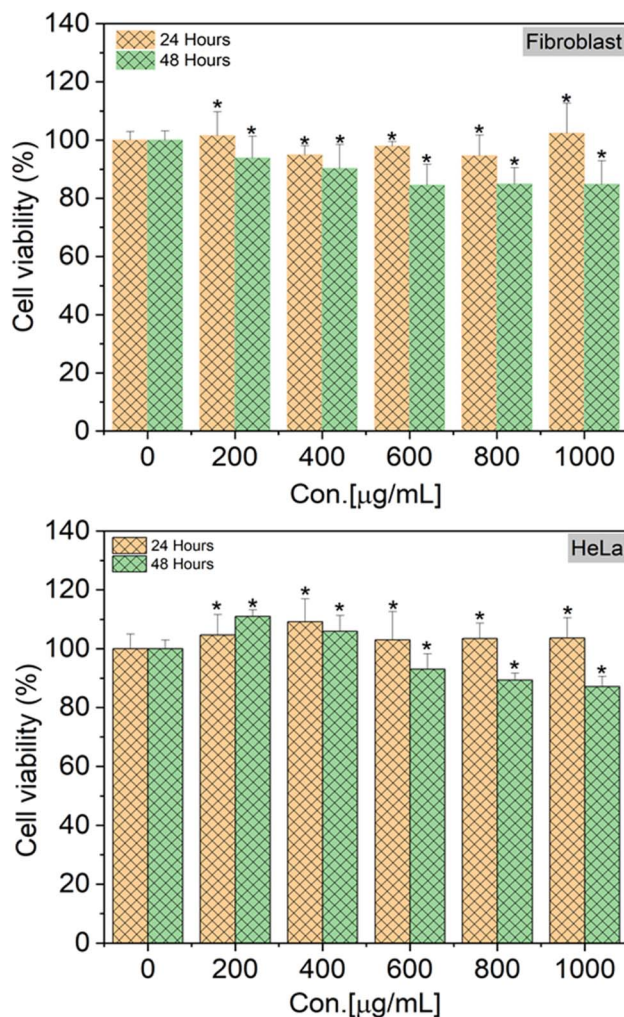 140
120
100
80
60
40
20
0
Cell viability (%)
24 Hours
48 Hours
Fibroblast
* * * * * * * * * *
0 200 400 600 800 1000
Con.[μg/mL]
140
120
100
80
60
40
20
0
Cell viability (%)
24 Hours
48 Hours
HeLa
* * * * * * * * * *
0 200 400 600 800 1000
Con.[μg/mL]